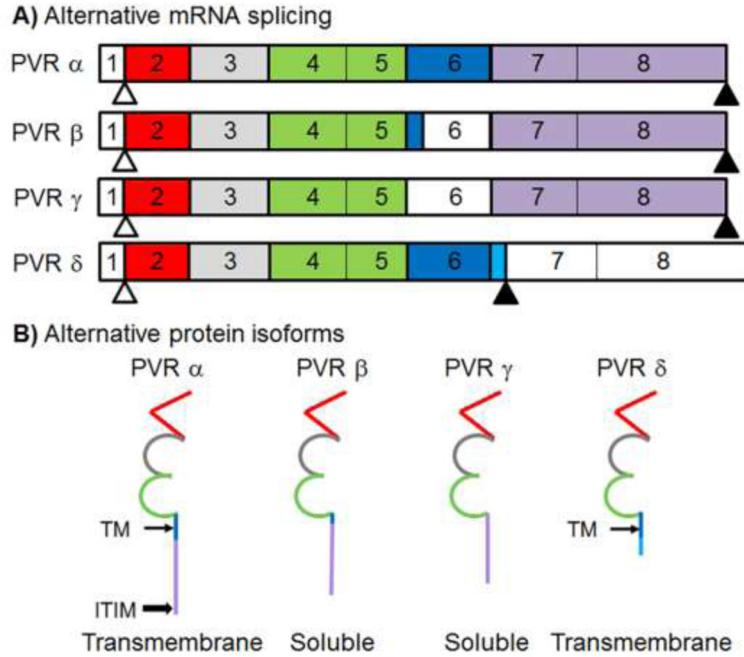 A) Alternative mRNA splicing
PVR α 1 2 3 4 5 6 7 8
PVR β 1 2 3 4 5 6 7 8
PVR γ 1 2 3 4 5 6 7 8
PVR δ 1 2 3 4 5 6 7 8
B) Alternative protein isoforms
PVR α PVR β PVR γ PVR δ
TM TM
ITIM
Transmembrane Soluble Soluble Transmembrane